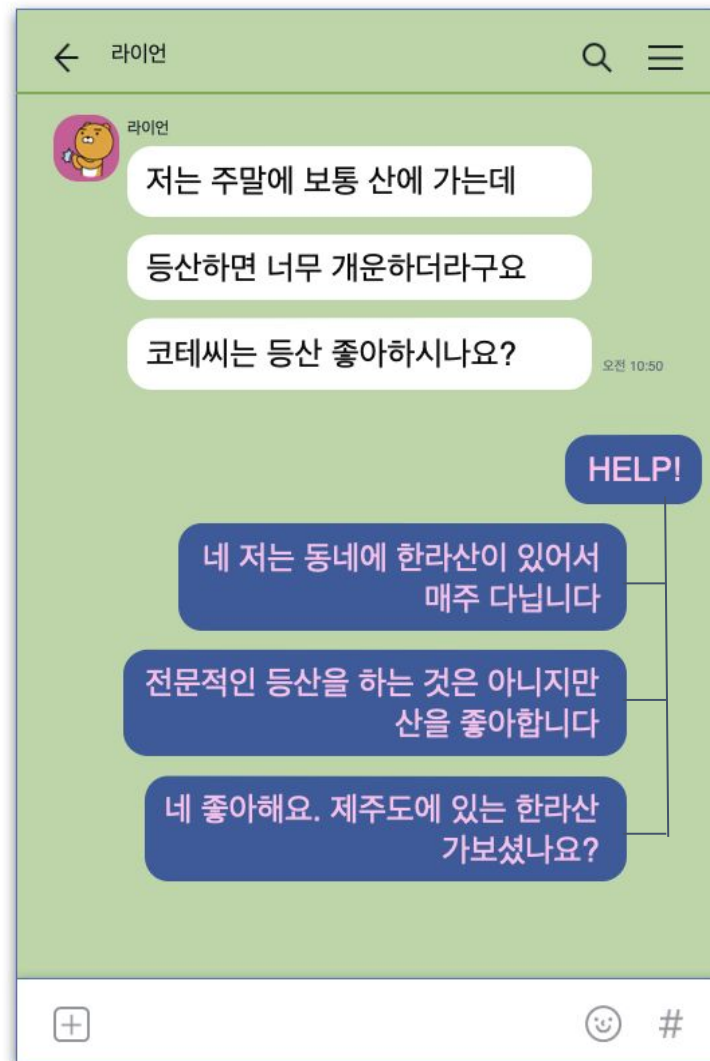 라이언
라이언
저는 주말에 보통 산에 가는데
등산하면 너무 개운하더라구요
코테씨는 등산 좋아하시나요?
오전 10:50
HELP!
네 저는 동네에 한라산이 있어서
매주 다닙니다
전문적인 등산을 하는 것은 아니지만
산을 좋아합니다
네 좋아해요. 제주도에 있는 한라산
가보셨나요?
#